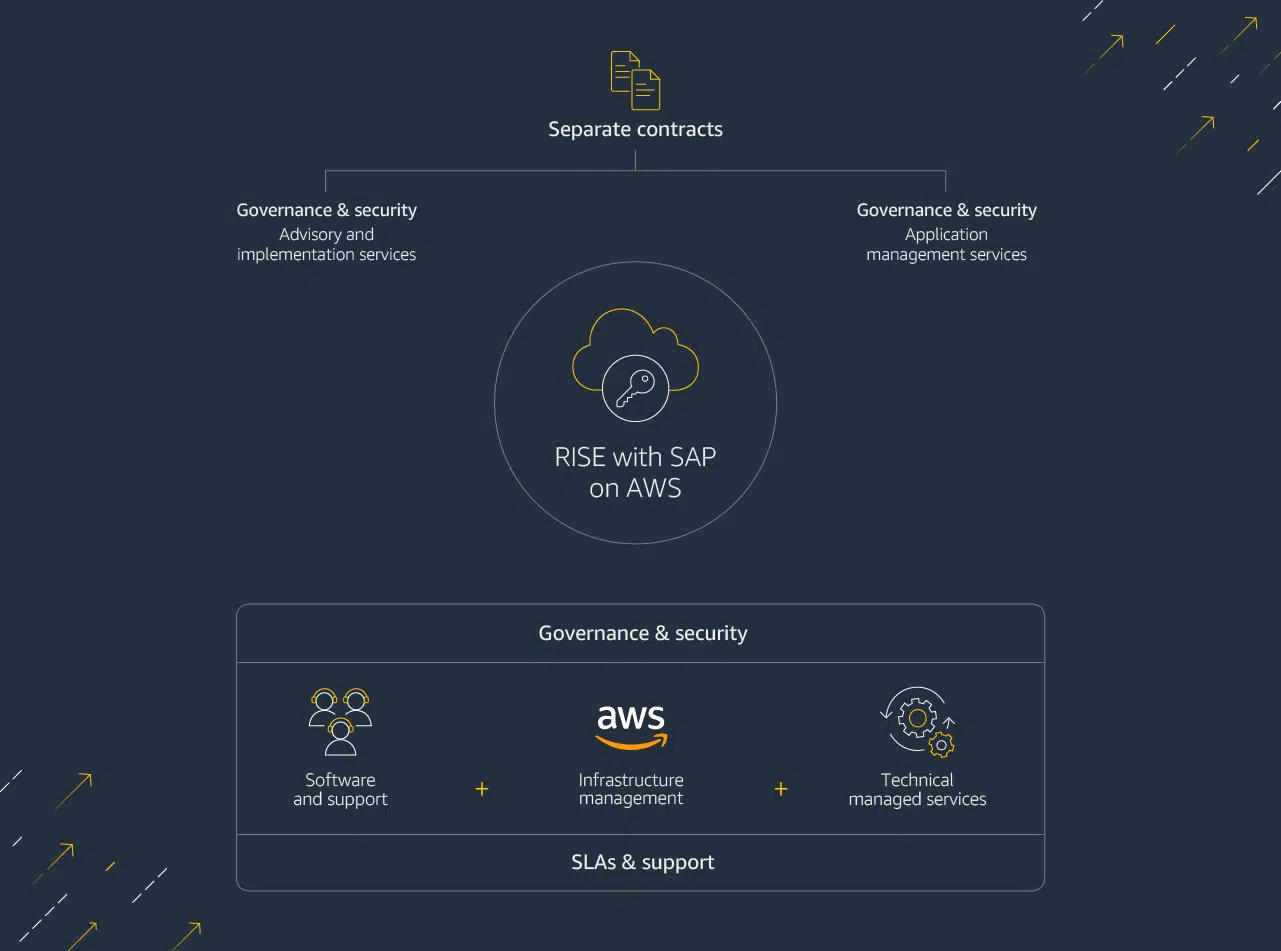 Separate contracts
Governance & security
Advisory and
implementation services
Governance & security
Application
management services
RISE with SAP
on AWS
Governance & security
Software
and support
+
aws
Infrastructure
management
+
Technical
managed services
SLAs & support